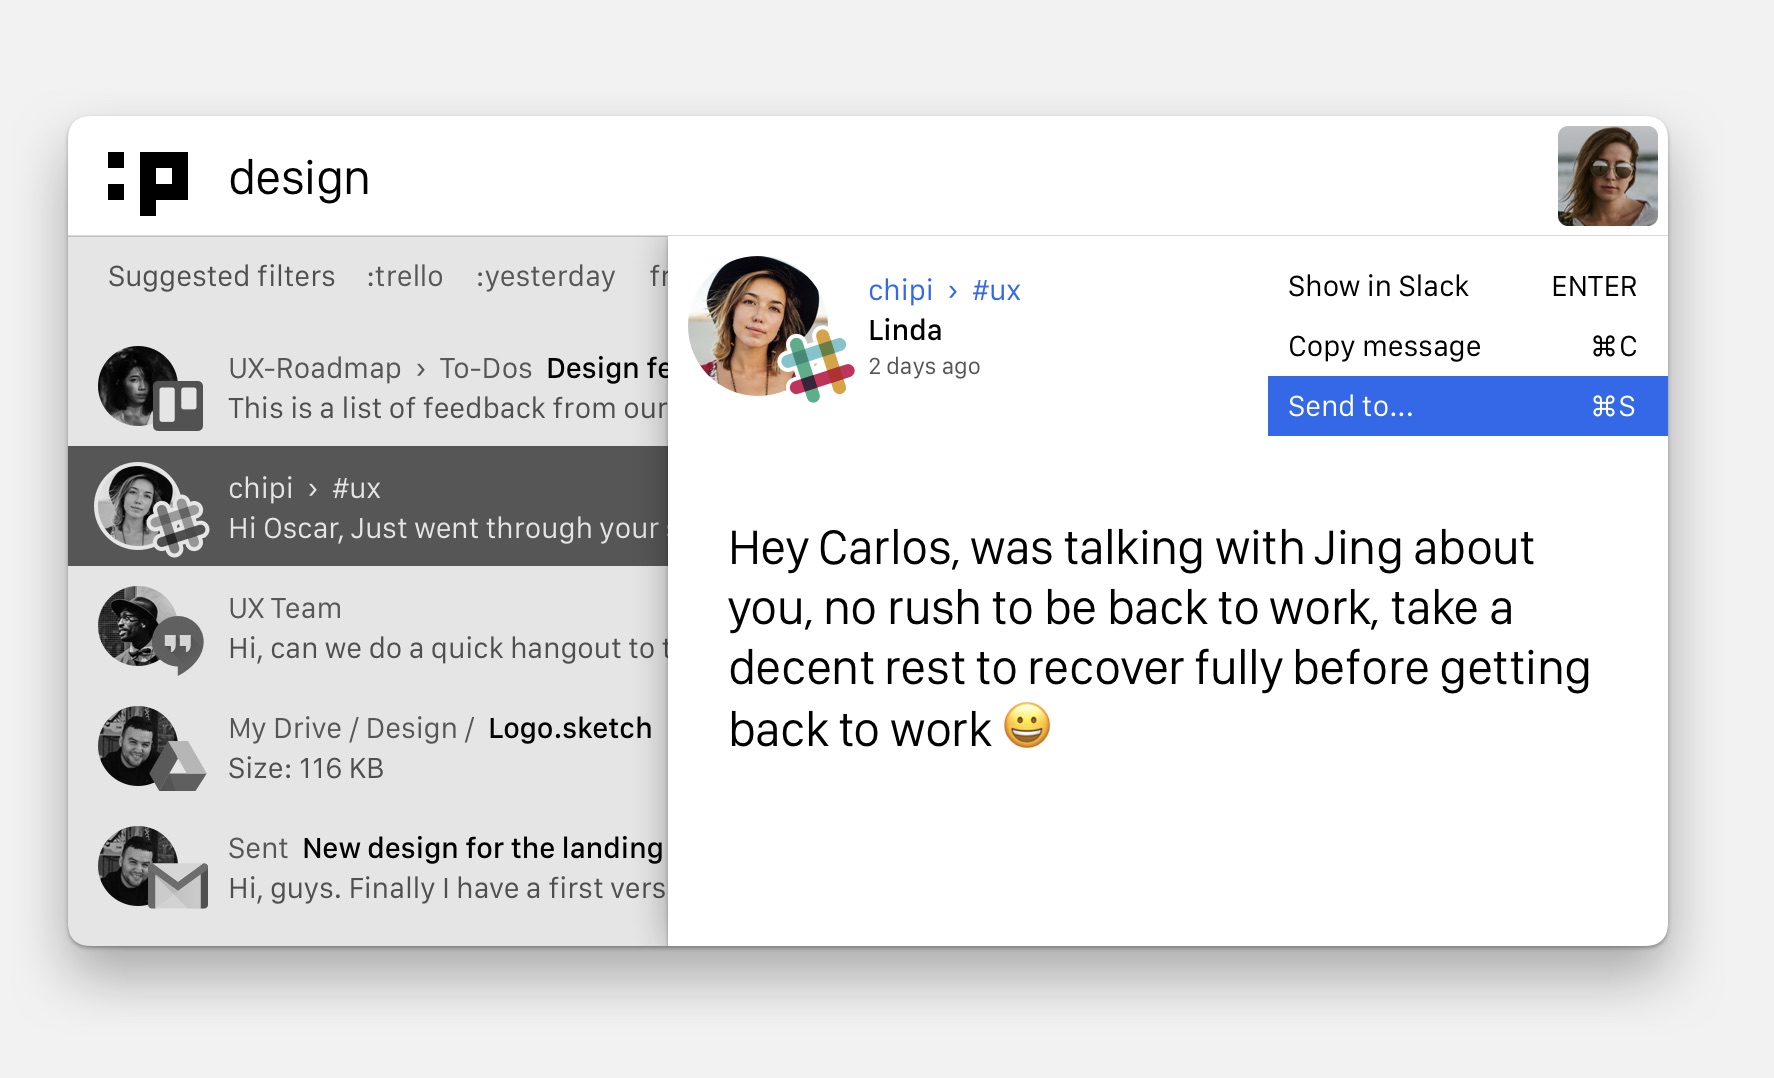 :p design
Suggested filters :trello :yesterday
UX-Roadmap › To-Dos Design
This is a list of feedback from our
chipi › #ux
Hi Oscar, Just went through your
UX Team
Hi, can we do a quick hangout to
My Drive / Design / Logo.sketch
Size: 116 KB
Sent New design for the landing
Hi, guys. Finally I have a first
chipi › #ux
Linda
2 days ago
Show in Slack ENTER
Copy message ⌘C
Send to... ⌘S
Hey Carlos, was talking with Jing about
you, no rush to be back to work, take a
decent rest to recover fully before getting
back to work 😀